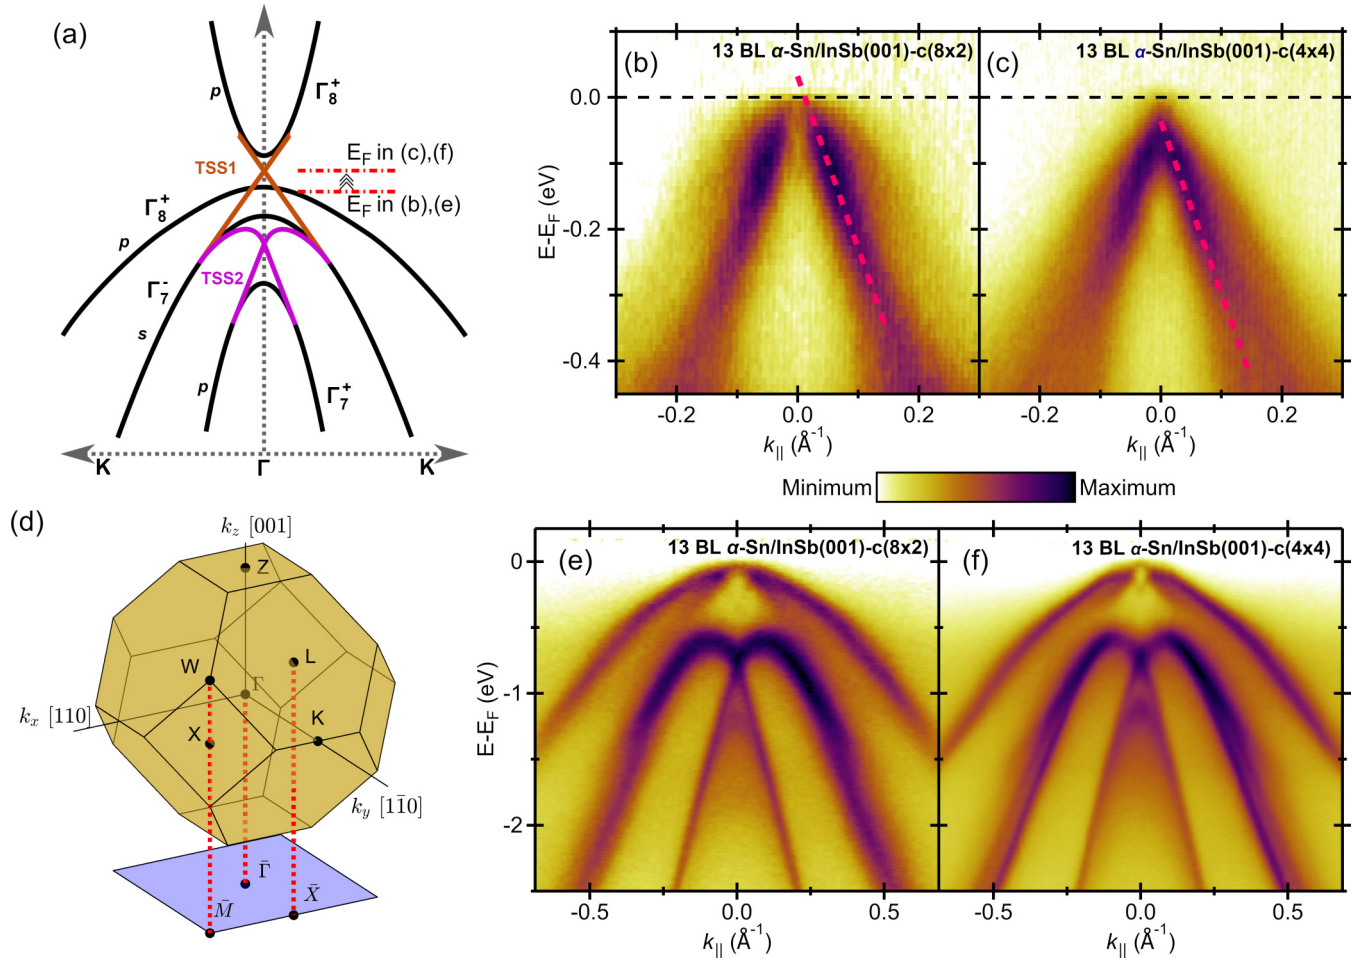 (a)
p
Γ8+
TSS1
E_F in (c),(f)
E_F in (b),(e)
Γ8+
p
Γ7-
TSS2
s
p
Γ7+
K
Γ
K
(b)
13 BL α-Sn/InSb(001)-c(8x2)
0.0
-0.2
-0.4
E-E_F (eV)
-0.2
0.0
0.2
k_|| (Å⁻¹)
(c)
13 BL α-Sn/InSb(001)-c(4x4)
-0.2
0.0
0.2
k_|| (Å⁻¹)
Minimum
Maximum
(d)
k_z [001]
Z
W
L
Γ
k_x [110]
X
K
k_y [11̄0]
Γ̄
M̄
X̄
(e)
13 BL α-Sn/InSb(001)-c(8x2)
0
-1
-2
E-E_F (eV)
-0.5
0.0
0.5
k_|| (Å⁻¹)
(f)
13 BL α-Sn/InSb(001)-c(4x4)
-0.5
0.0
0.5
k_|| (Å⁻¹)